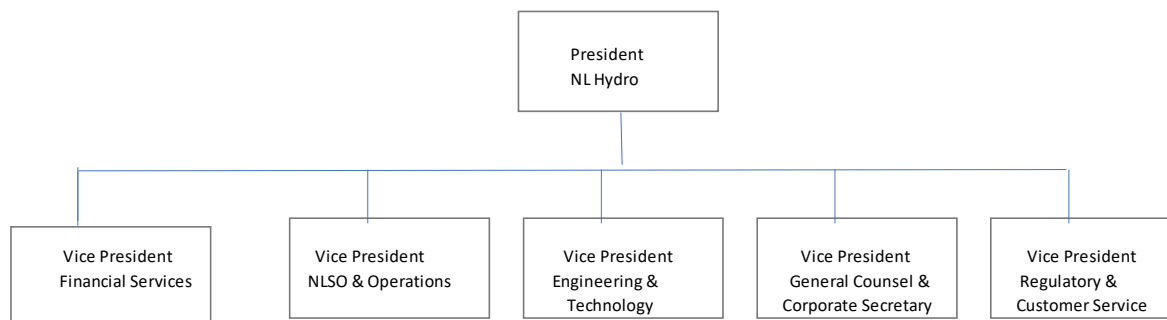 President
NL Hydro
Vice President
Financial Services
Vice President
NLSO & Operations
Vice President
Engineering &
Technology
Vice President
General Counsel &
Corporate Secretary
Vice President
Regulatory &
Customer Service